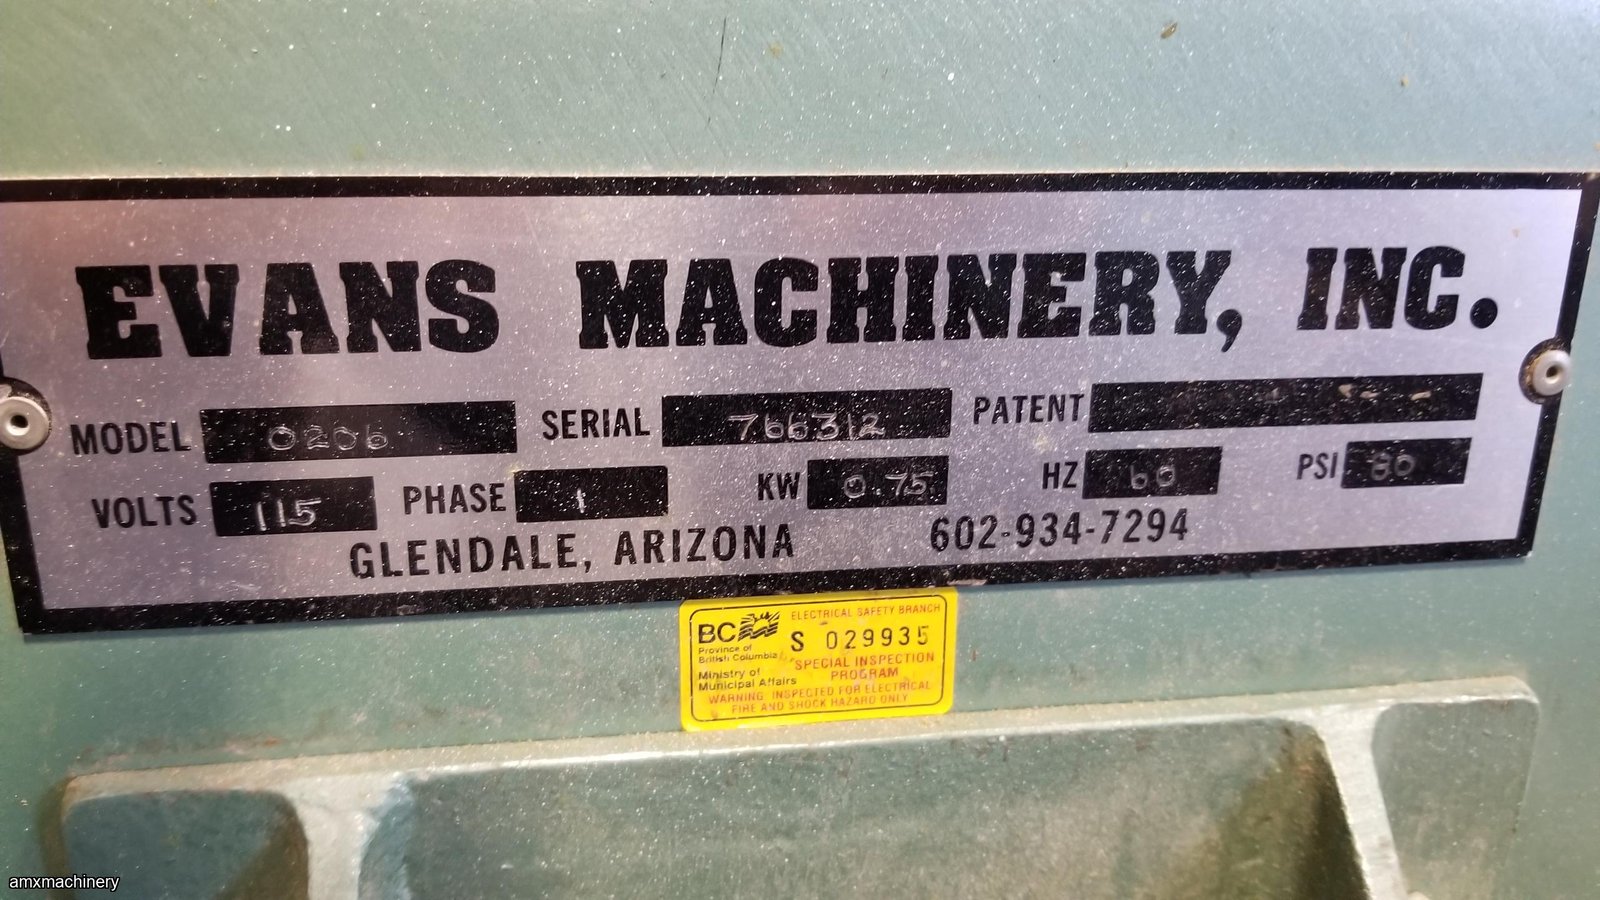 EVANS MACHINERY, INC.
MODEL 0206 SERIAL 766312 PATENT
VOLTS 115 PHASE 1 KW 0.75 HZ 60 PSI 80
GLENDALE, ARIZONA 602-934-7294
BC ELECTRICAL SAFETY BRANCH
S 029935
Province of
British Columbia
SPECIAL INSPECTION
PROGRAM
Ministry of
Municipal Affairs
WARNING: INSPECTED FOR ELECTRICAL
FIRE AND SHOCK HAZARD ONLY
amxmachinery